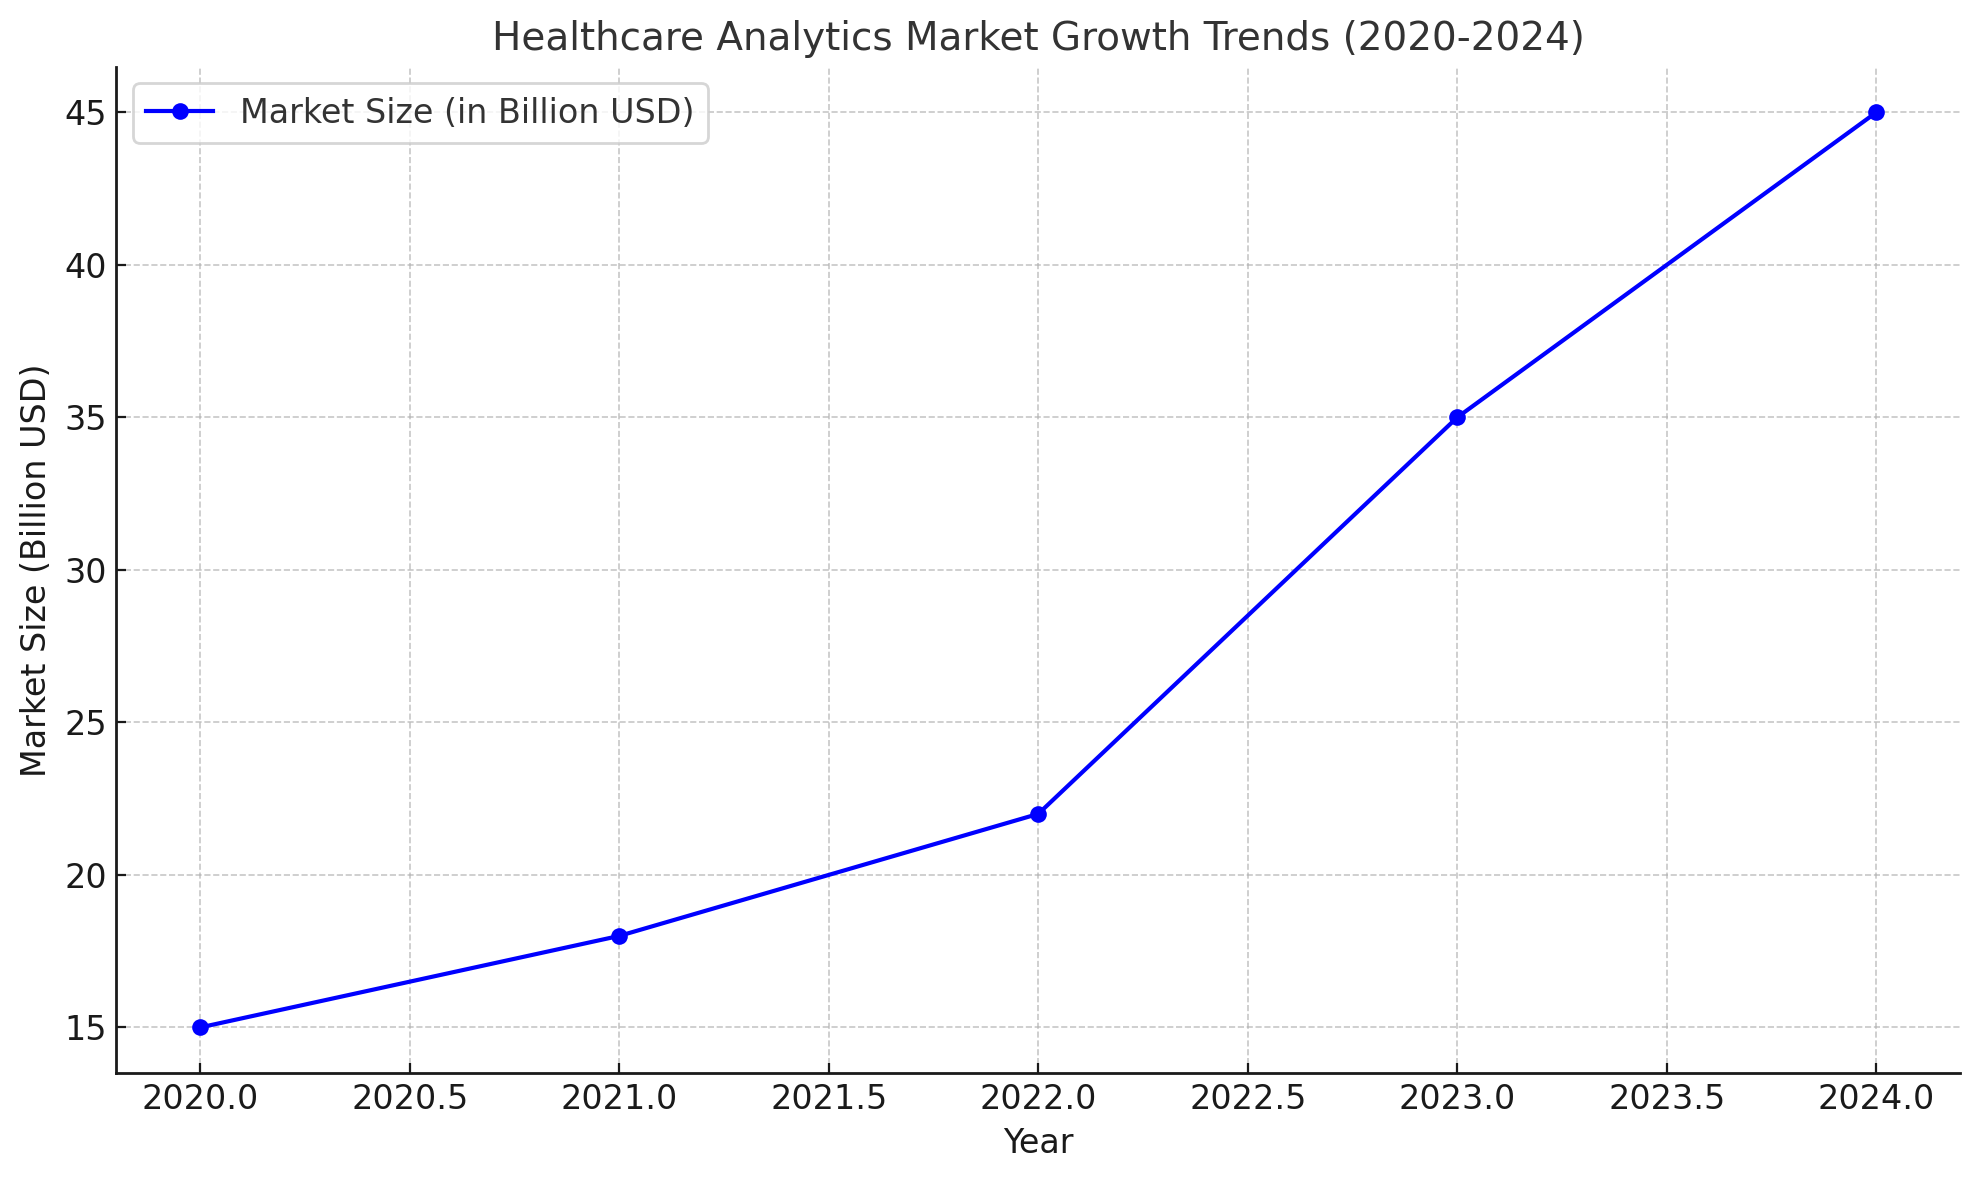 Healthcare Analytics Market Growth Trends (2020-2024)
Market Size (in Billion USD)
45
40
35
30
25
20
15
Market Size (Billion USD)
2020.0 2020.5 2021.0 2021.5 2022.0 2022.5 2023.0 2023.5 2024.0
Year